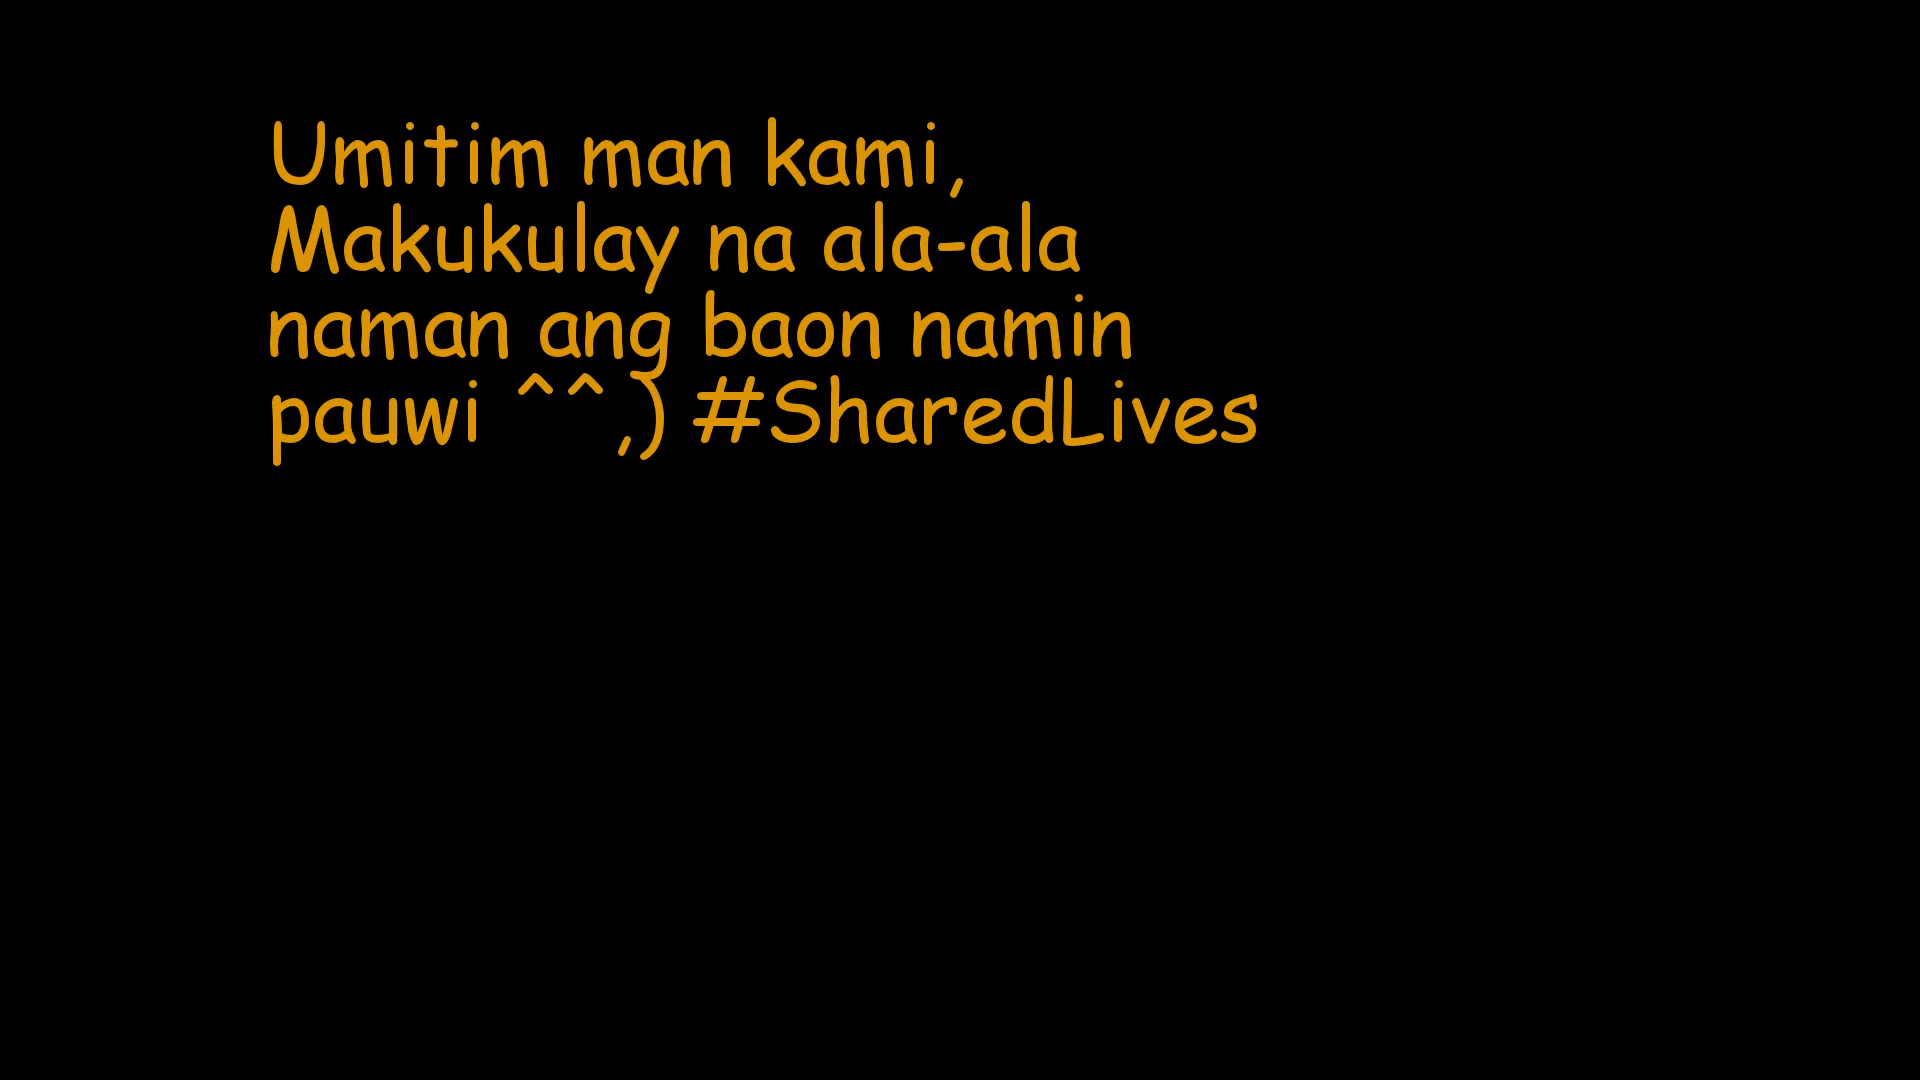 Umitim man kami,
Makukulay na ala-ala
naman ang baon namin
pauwi ^^,) #SharedLives